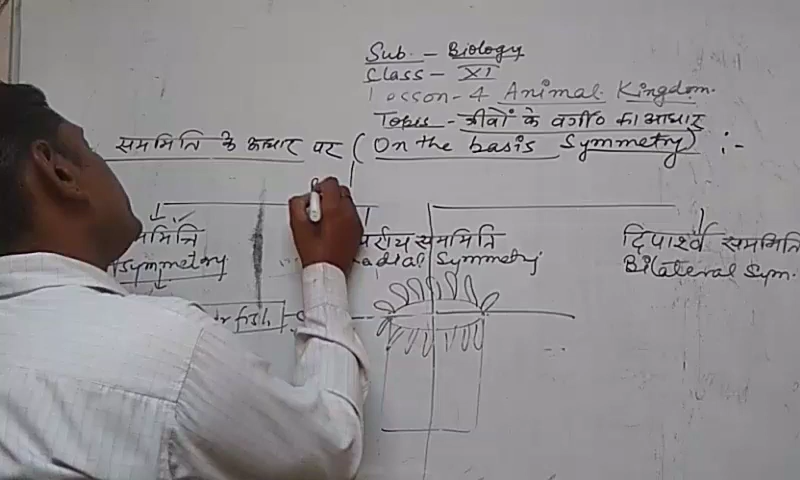 Sub. - Biology
Class - XI
Lesson-4 Animal Kingdom.
Topic - जीवों के वर्गी० का आधार
सममिति के आधार पर (On the basis Symmetry) :-
सममिति
द्विपार्श्व सममिति
symmetry
Symmetry
Bilateral Sym.